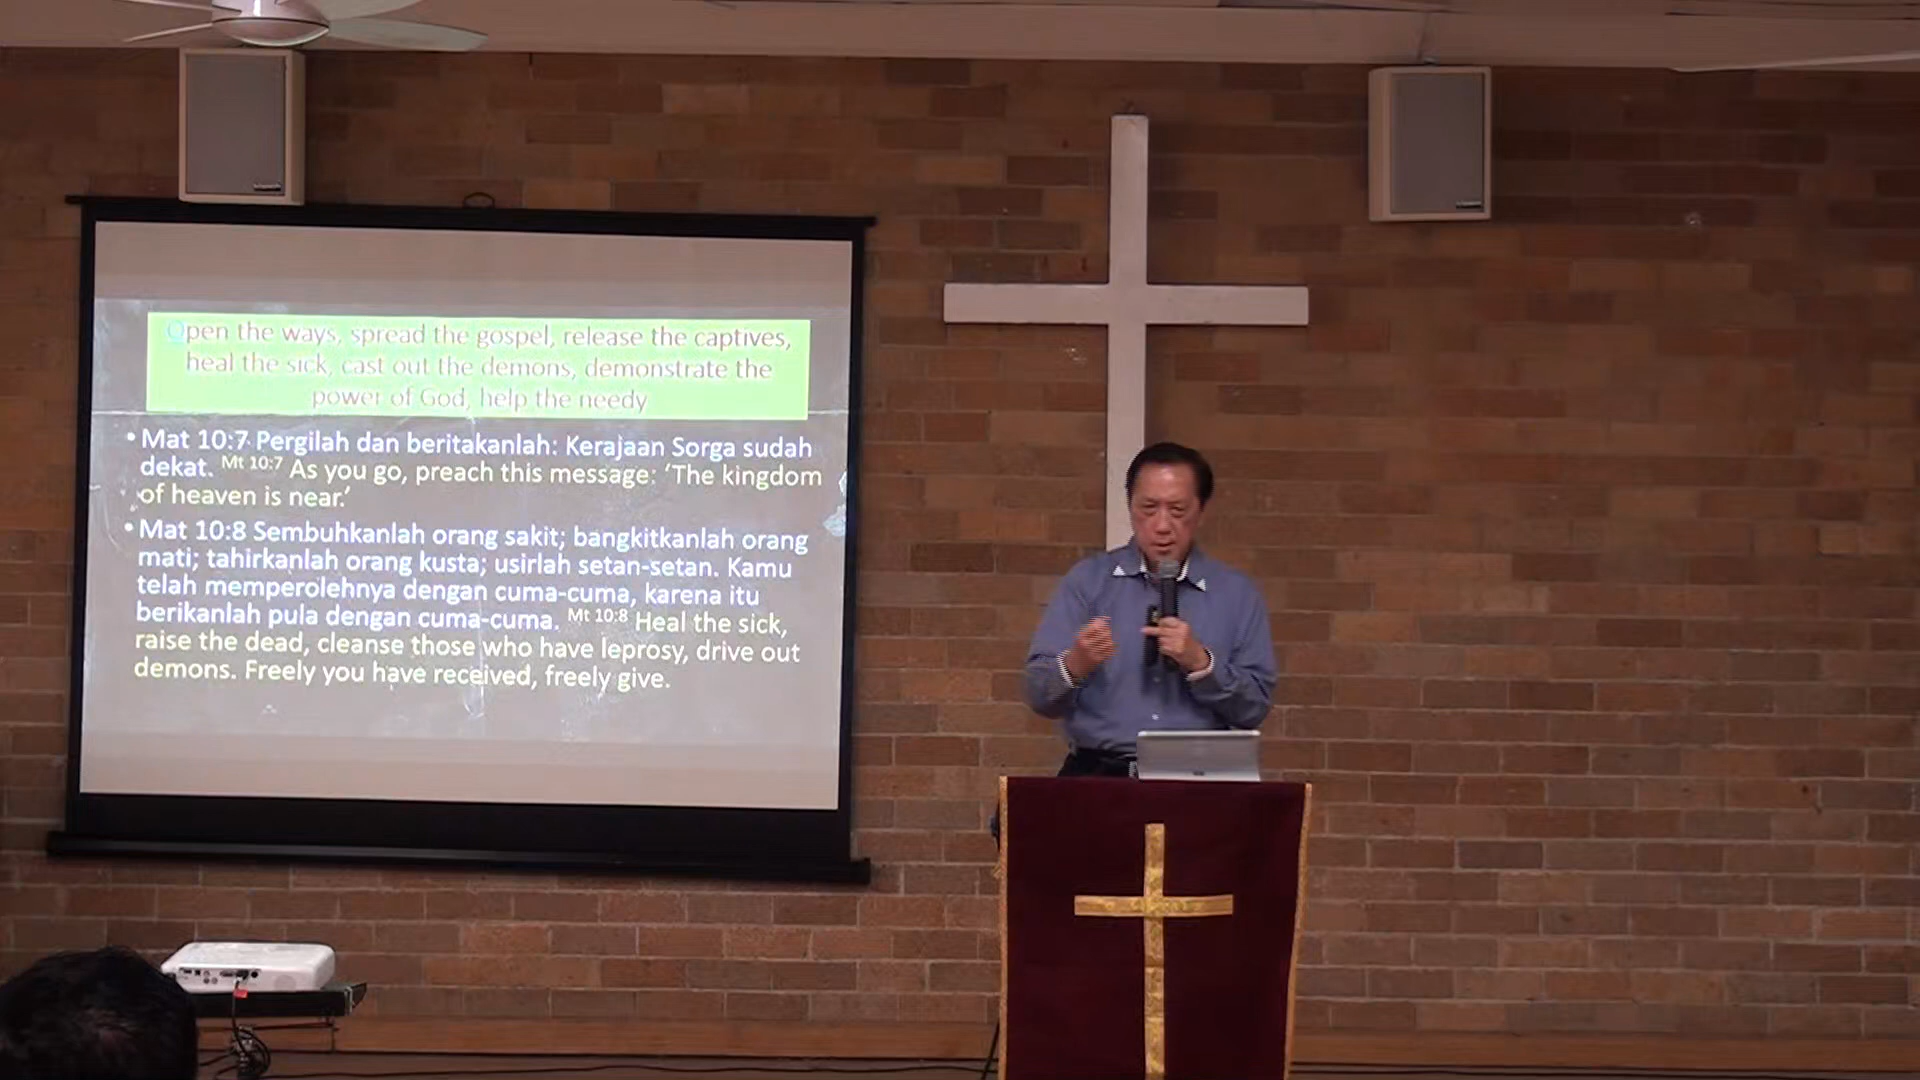 Open the ways, spread the gospel, release the captives,
heal the sick, cast out the demons, demonstrate the
power of God, help the needy
• Mat 10:7 Pergilah dan beritakanlah: Kerajaan Sorga sudah
dekat. Mt 10:7 As you go, preach this message: ‘The kingdom
of heaven is near.’
• Mat 10:8 Sembuhkanlah orang sakit; bangkitkanlah orang
mati; tahirkanlah orang kusta; usirlah setan-setan. Kamu
telah memperolehnya dengan cuma-cuma, karena itu
berikanlah pula dengan cuma-cuma. Mt 10:8 Heal the sick,
raise the dead, cleanse those who have leprosy, drive out
demons. Freely you have received, freely give.